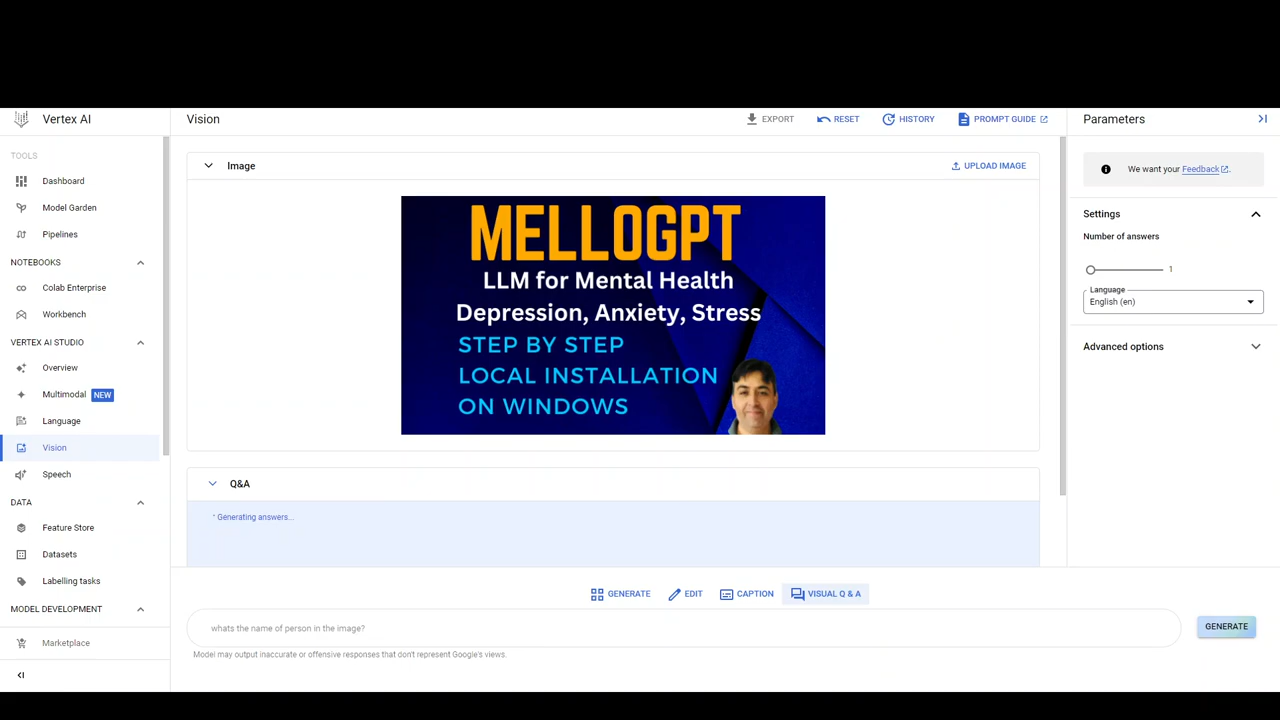 Vertex AI
TOOLS
Dashboard
Model Garden
Pipelines
NOTEBOOKS
Colab Enterprise
Workbench
VERTEX AI STUDIO
Overview
Multimodal NEW
Language
Vision
Speech
DATA
Feature Store
Datasets
Labelling tasks
MODEL DEVELOPMENT
Marketplace
Vision
EXPORT RESET HISTORY PROMPT GUIDE
Image
UPLOAD IMAGE
MELLOGPT
LLM for Mental Health
Depression, Anxiety, Stress
STEP BY STEP
LOCAL INSTALLATION
ON WINDOWS
Q&A
Generating answers...
GENERATE EDIT CAPTION VISUAL Q & A
whats the name of person in the image?
GENERATE
Model may output inaccurate or offensive responses that don't represent Google's views.
Parameters
We want your Feedback.
Settings
Number of answers
1
Language
English (en)
Advanced options